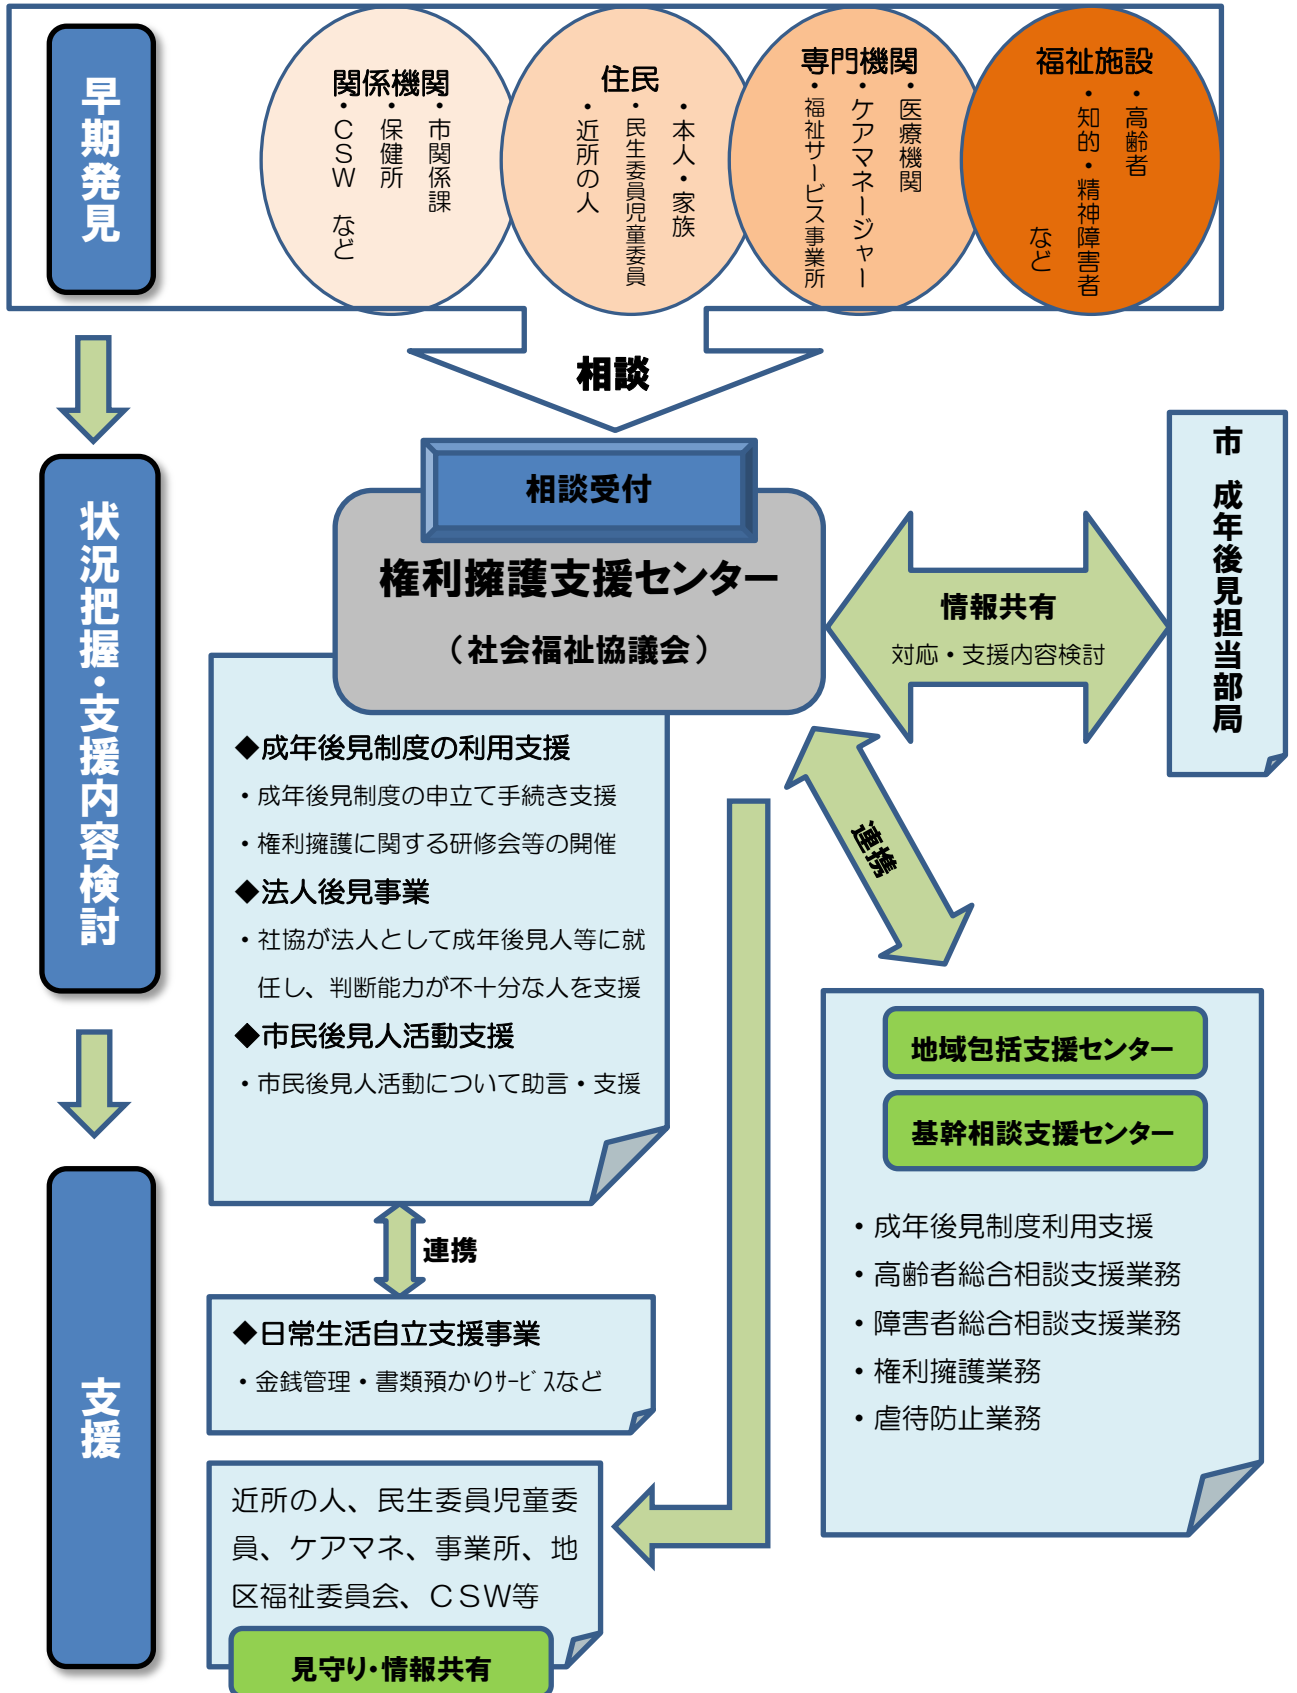 早期発見
関係機関
・市関係課
・保健所
・CSW など
住民
・本人・家族
・民生委員児童委員
・近所の人
専門機関
・医療機関
・ケアマネージャー
・福祉サービス事業所
福祉施設
・高齢者
・知的・精神障害者
など
相談
状況把握・支援内容検討
相談受付
権利擁護支援センター
（社会福祉協議会）
情報共有
対応・支援内容検討
市 成年後見担当部局
◆成年後見制度の利用支援
・成年後見制度の申立て手続き支援
・権利擁護に関する研修会等の開催
◆法人後見事業
・社協が法人として成年後見人等に就
任し、判断能力が不十分な人を支援
◆市民後見人活動支援
・市民後見人活動について助言・支援
連携
地域包括支援センター
基幹相談支援センター
・成年後見制度利用支援
・高齢者総合相談支援業務
・障害者総合相談支援業務
・権利擁護業務
・虐待防止業務
支援
連携
◆日常生活自立支援事業
・金銭管理・書類預かりｻｰﾋﾞｽなど
近所の人、民生委員児童委
員、ケアマネ、事業所、地
区福祉委員会、CSW等
見守り・情報共有